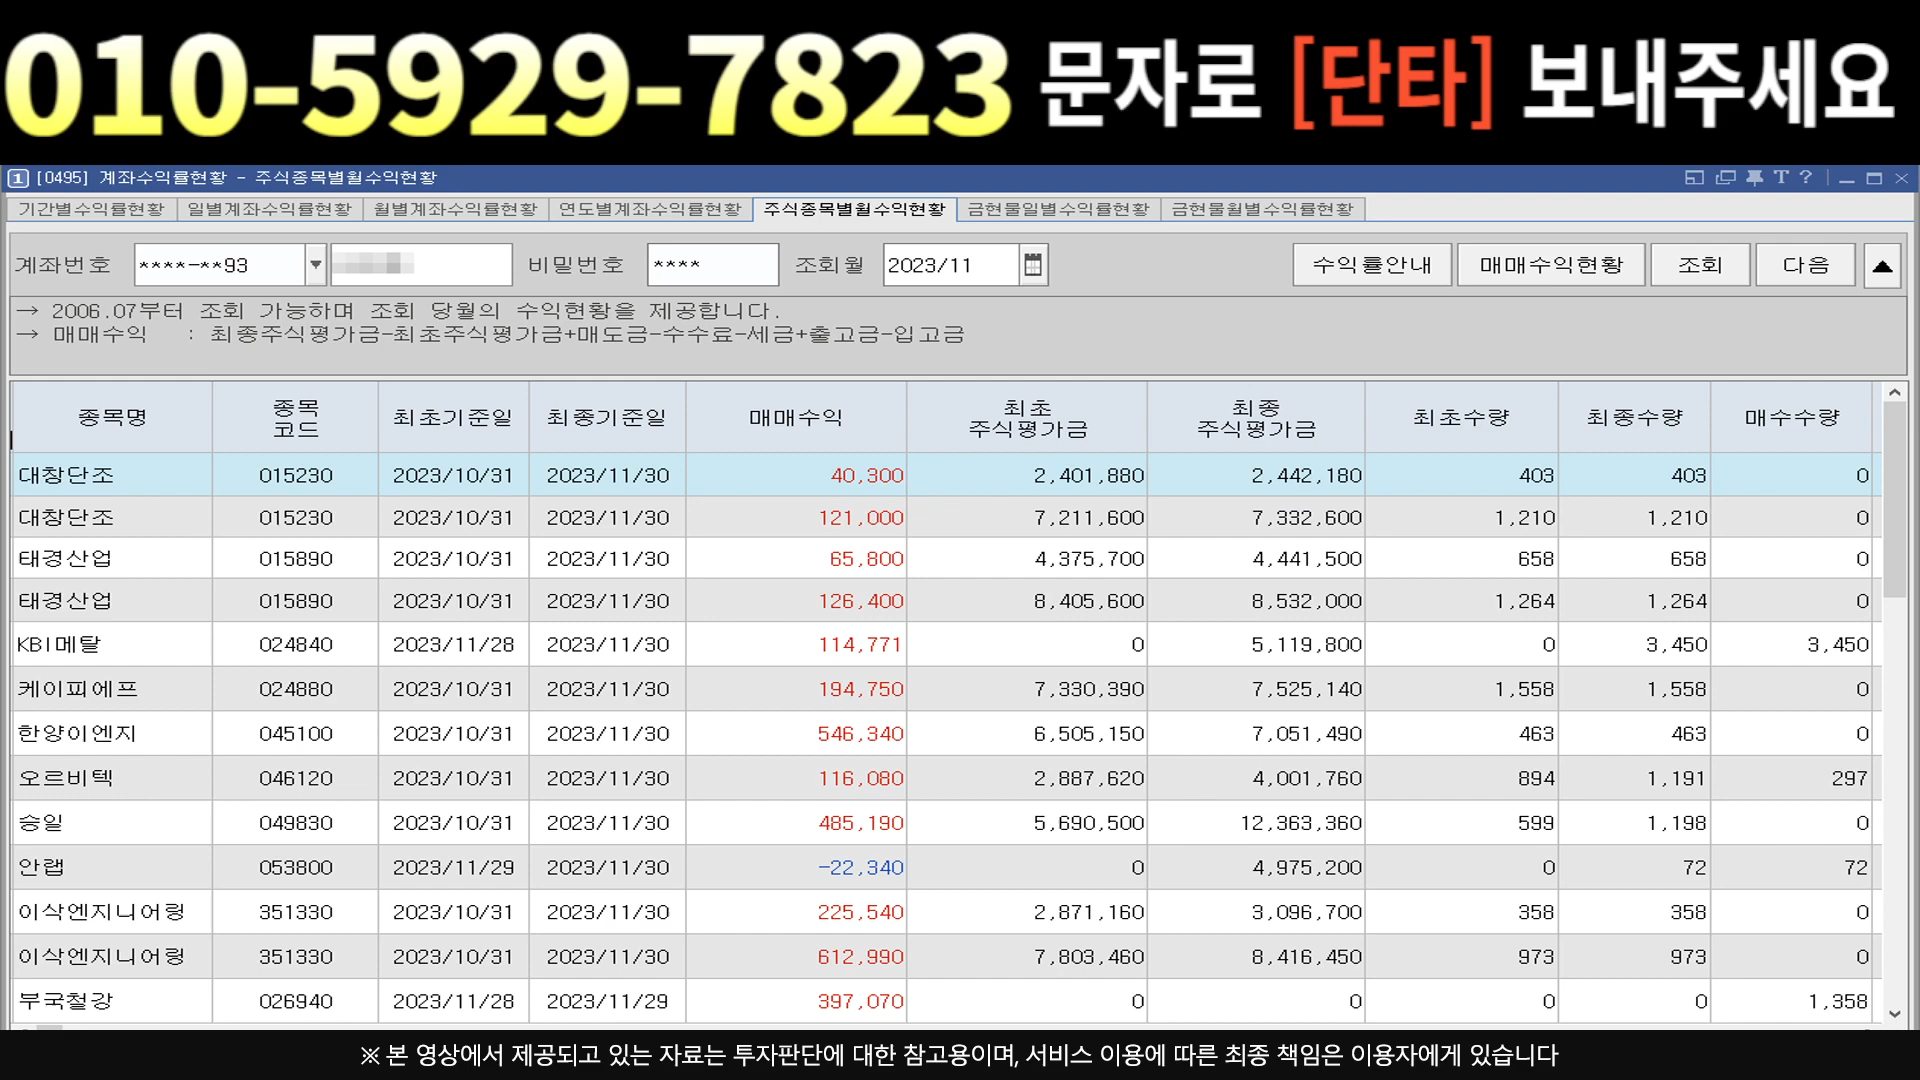 010-5929-7823 문자로 [단타] 보내주세요
1 [0495] 계좌수익률현황 - 주식종목별월수익현황 T ?
기간별수익률현황 일별계좌수익률현황 월별계좌수익률현황 연도별계좌수익률현황 주식종목별월수익현황 금현물일별수익률현황 금현물월별수익률현황
계좌번호 ****-**93 비밀번호 **** 조회월 2023/11 수익률안내 매매수익현황 조회 다음 ▲
→ 2006.07부터 조회 가능하며 조회 당월의 수익현황을 제공합니다.
→ 매매수익 : 최종주식평가금-최초주식평가금+매도금-수수료-세금+출고금-입고금
종목명 종목코드 최초기준일 최종기준일 매매수익 최초주식평가금 최종주식평가금 최초수량 최종수량 매수수량
대창단조 015230 2023/10/31 2023/11/30 40,300 2,401,880 2,442,180 403 403 0
대창단조 015230 2023/10/31 2023/11/30 121,000 7,211,600 7,332,600 1,210 1,210 0
태경산업 015890 2023/10/31 2023/11/30 65,800 4,375,700 4,441,500 658 658 0
태경산업 015890 2023/10/31 2023/11/30 126,400 8,405,600 8,532,000 1,264 1,264 0
KBI메탈 024840 2023/11/28 2023/11/30 114,771 0 5,119,800 0 3,450 3,450
케이피에프 024880 2023/10/31 2023/11/30 194,750 7,330,390 7,525,140 1,558 1,558 0
한양이엔지 045100 2023/10/31 2023/11/30 546,340 6,505,150 7,051,490 463 463 0
오르비텍 046120 2023/10/31 2023/11/30 116,080 2,887,620 4,001,760 894 1,191 297
승일 049830 2023/10/31 2023/11/30 485,190 5,690,500 12,363,360 599 1,198 0
안랩 053800 2023/11/29 2023/11/30 -22,340 0 4,975,200 0 72 72
이삭엔지니어링 351330 2023/10/31 2023/11/30 225,540 2,871,160 3,096,700 358 358 0
이삭엔지니어링 351330 2023/10/31 2023/11/30 612,990 7,803,460 8,416,450 973 973 0
부국철강 026940 2023/11/28 2023/11/29 397,070 0 0 0 0 1,358
※ 본 영상에서 제공되고 있는 자료는 투자판단에 대한 참고용이며, 서비스 이용에 따른 최종 책임은 이용자에게 있습니다